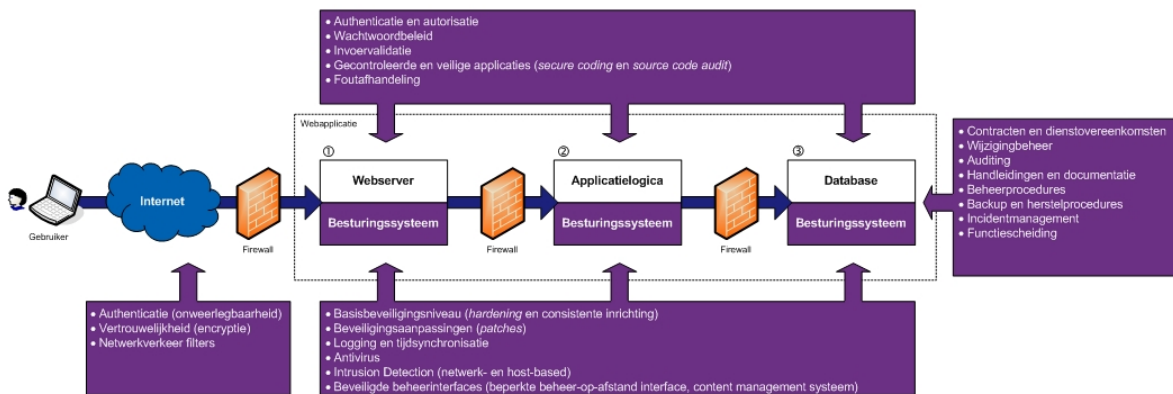 • Authenticatie en autorisatie
• Wachtwoordbeleid
• Invoervalidatie
• Gecontroleerde en veilige applicaties (secure coding en source code audit)
• Foutafhandeling
Webapplicatie
①
②
③
Webserver
Applicatielogica
Database
Besturingssysteem
Besturingssysteem
Besturingssysteem
Internet
Gebruiker
Firewall
Firewall
Firewall
• Contracten en dienstovereenkomsten
• Wijzigingbeheer
• Auditing
• Handleidingen en documentatie
• Beheerprocedures
• Backup en herstelprocedures
• Incidentmanagement
• Functiescheiding
• Authenticatie (onweerlegbaarheid)
• Vertrouwelijkheid (encryptie)
• Netwerkverkeer filters
• Basisbeveiligingsniveau (hardening en consistente inrichting)
• Beveiligingsaanpassingen (patches)
• Logging en tijdsynchronisatie
• Antivirus
• Intrusion Detection (netwerk- en host-based)
• Beveiligde beheerinterfaces (beperkte beheer-op-afstand interface, content management systeem)